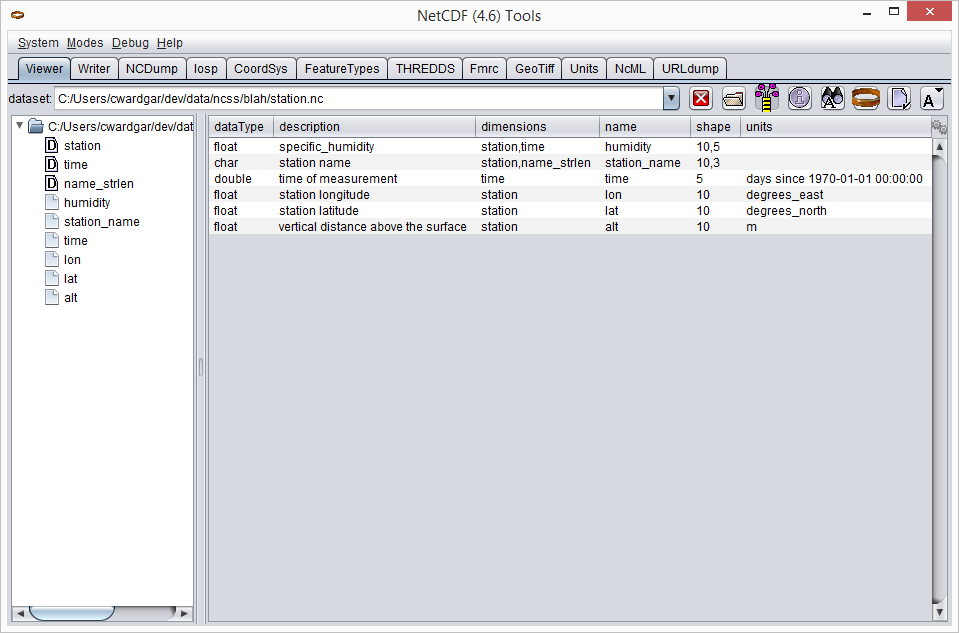 NetCDF (4.6) Tools
System Modes Debug Help
Viewer Writer NCDump Iosp CoordSys FeatureTypes THREDDS Fmrc GeoTiff Units NcML URLdump
dataset: C:/Users/cwardgar/dev/data/ncss/blah/station.nc
C:/Users/cwardgar/dev/dat
D station
D time
D name_strlen
humidity
station_name
time
lon
lat
alt
dataType description dimensions name shape units
float specific_humidity station,time humidity 10,5
char station name station,name_strlen station_name 10,3
double time of measurement time time 5 days since 1970-01-01 00:00:00
float station longitude station lon 10 degrees_east
float station latitude station lat 10 degrees_north
float vertical distance above the surface station alt 10 m